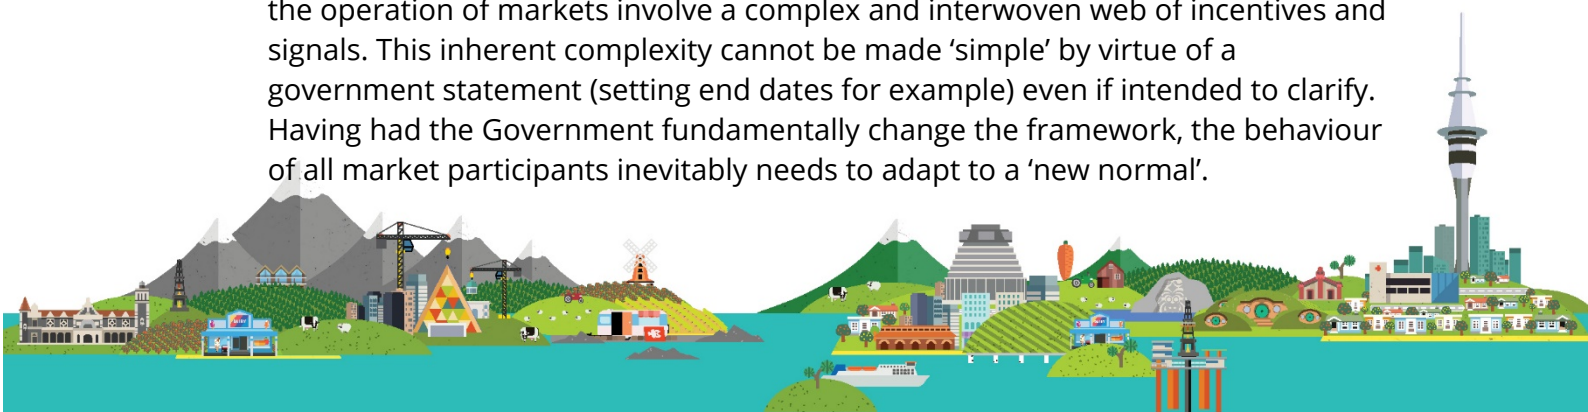 the operation of markets involve a complex and interwoven web of incentives and
signals. This inherent complexity cannot be made ‘simple’ by virtue of a
government statement (setting end dates for example) even if intended to clarify.
Having had the Government fundamentally change the framework, the behaviour
of all market participants inevitably needs to adapt to a ‘new normal’.